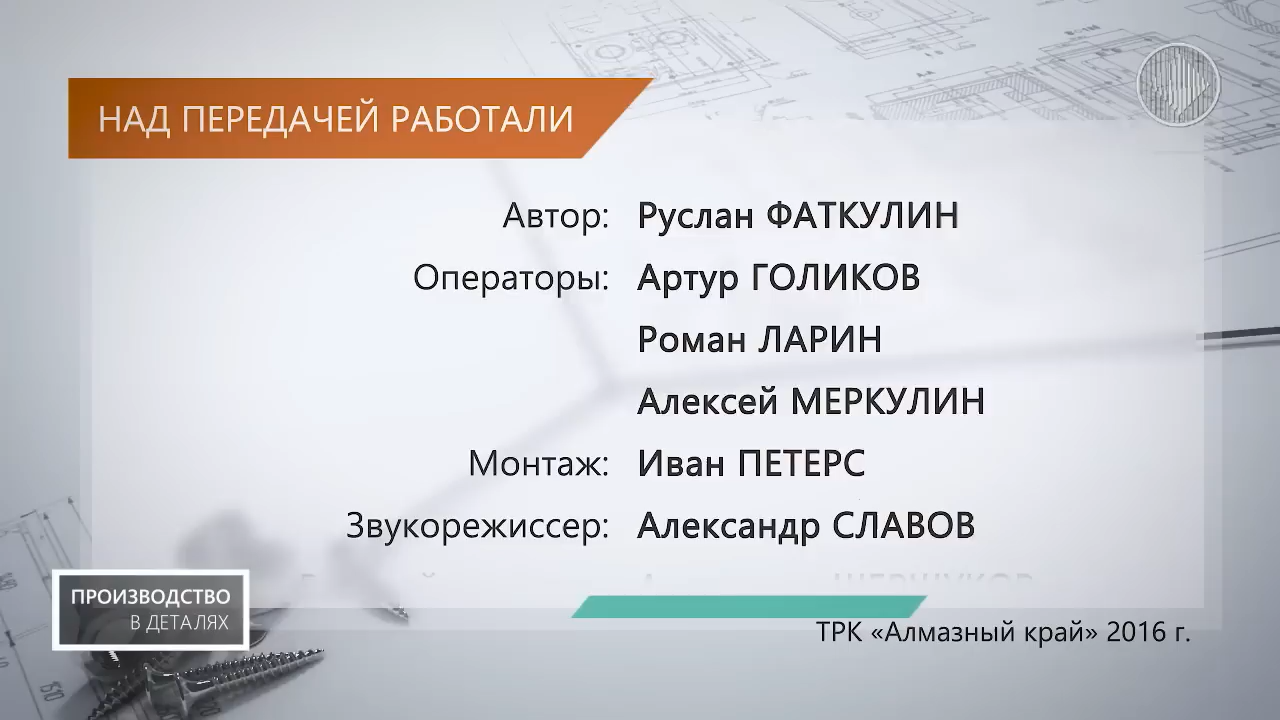 НАД ПЕРЕДАЧЕЙ РАБОТАЛИ
Автор: Руслан ФАТКУЛИН
Операторы: Артур ГОЛИКОВ
Роман ЛАРИН
Алексей МЕРКУЛИН
Монтаж: Иван ПЕТЕРС
Звукорежиссер: Александр СЛАВОВ
ПРОИЗВОДСТВО
В ДЕТАЛЯХ
ТРК «Алмазный край» 2016 г.